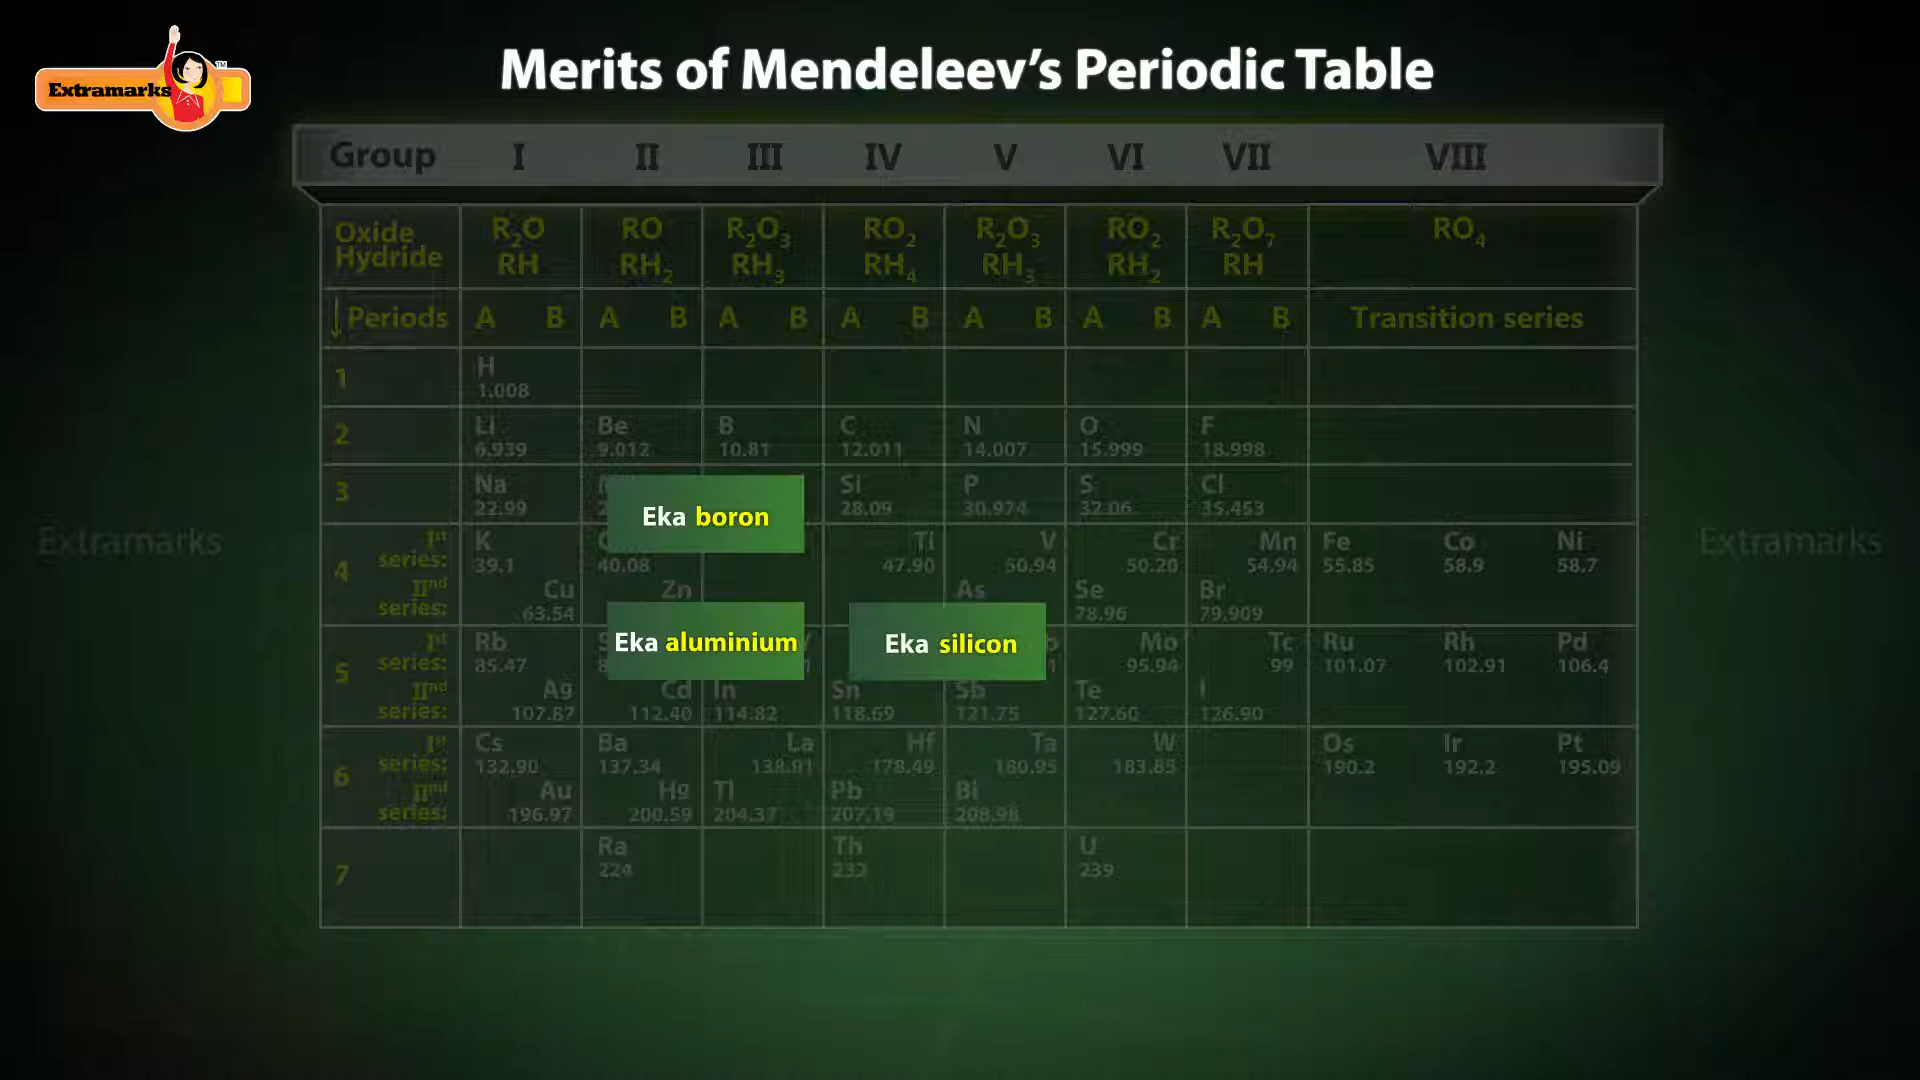 Extramarks
TM
Merits of Mendeleev's Periodic Table
Group I II III IV V VI VII VIII
Oxide R2O RO R2O3 RO2 R2O3 RO2 R2O7 RO4
Hydride RH RH2 RH3 RH4 RH3 RH2 RH
↓ Periods A B A B A B A B A B A B A B Transition series
1 H
1.008
2 Li Be B C N O F
6.939 9.012 10.81 12.011 14.007 15.999 18.998
3 Na Si P S Cl
22.99 28.09 30.974 32.06 35.453
Eka boron
4 Ist series: K Ti V Cr Mn Fe Co Ni
39.1 40.08 47.90 50.94 50.20 54.94 55.85 58.9 58.7
IInd series: Cu Zn As Se Br
63.54 78.96 79.909
Eka aluminium Eka silicon
5 Ist series: Rb Mo Tc Ru Rh Pd
85.47 95.94 99 101.07 102.91 106.4
IInd series: Ag Cd In Sn Sb Te I
107.87 112.40 114.82 118.69 121.75 127.60 126.90
6 Ist series: Cs Ba La Hf Ta W Os Ir Pt
132.90 137.34 138.91 178.49 180.95 183.85 190.2 192.2 195.09
IInd series: Au Hg Tl Pb Bi
196.97 200.59 204.37 207.19 208.98
7 Ra Th U
224 232 239
Extramarks
Extramarks